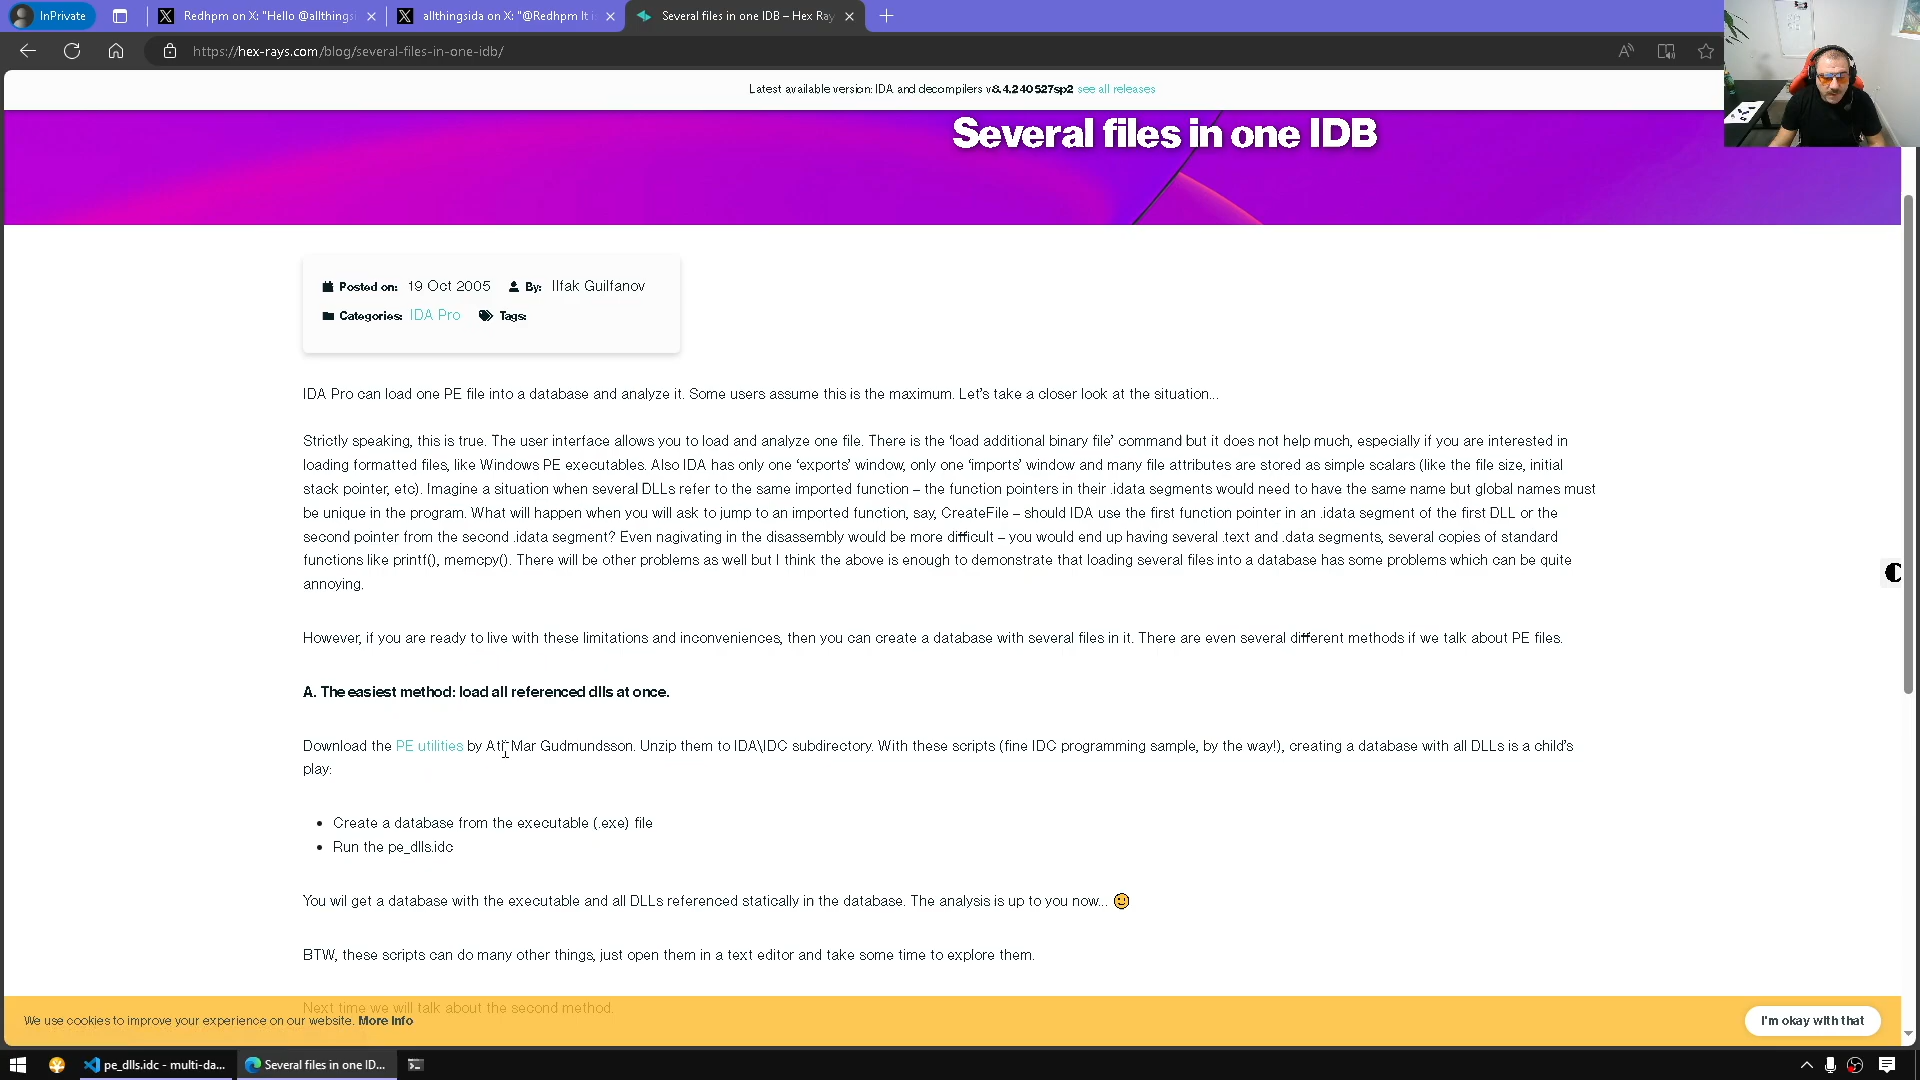 InPrivate
Redhpm on X: "Hello @allthings
allthingsida on X: "@Redhpm It i
Several files in one IDB – Hex Ray
https://hex-rays.com/blog/several-files-in-one-idb/
Latest available version: IDA and decompilers v8.4.240527sp2 see all releases
Several files in one IDB
Posted on: 19 Oct 2005 By: Ilfak Guilfanov
Categories: IDA Pro Tags:
IDA Pro can load one PE file into a database and analyze it. Some users assume this is the maximum. Let's take a closer look at the situation...
Strictly speaking, this is true. The user interface allows you to load and analyze one file. There is the ‘load additional binary file’ command but it does not help much, especially if you are interested in
loading formatted files, like Windows PE executables. Also IDA has only one ‘exports’ window, only one ‘imports’ window and many file attributes are stored as simple scalars (like the file size, initial
stack pointer, etc). Imagine a situation when several DLLs refer to the same imported function – the function pointers in their .idata segments would need to have the same name but global names must
be unique in the program. What will happen when you will ask to jump to an imported function, say, CreateFile – should IDA use the first function pointer in an .idata segment of the first DLL or the
second pointer from the second .idata segment? Even nagivating in the disassembly would be more difficult – you would end up having several .text and .data segments, several copies of standard
functions like printf(), memcpy(). There will be other problems as well but I think the above is enough to demonstrate that loading several files into a database has some problems which can be quite
annoying.
However, if you are ready to live with these limitations and inconveniences, then you can create a database with several files in it. There are even several different methods if we talk about PE files.
A. The easiest method: load all referenced dlls at once.
Download the PE utilities by Atli Mar Gudmundsson. Unzip them to IDA\IDC subdirectory. With these scripts (fine IDC programming sample, by the way!), creating a database with all DLLs is a child's
play:
• Create a database from the executable (.exe) file
• Run the pe_dlls.idc
You wil get a database with the executable and all DLLs referenced statically in the database. The analysis is up to you now... 🙂
BTW, these scripts can do many other things, just open them in a text editor and take some time to explore them.
Next time we will talk about the second method.
We use cookies to improve your experience on our website. More info
I'm okay with that
pe_dlls.idc - multi-da...
Several files in one ID...